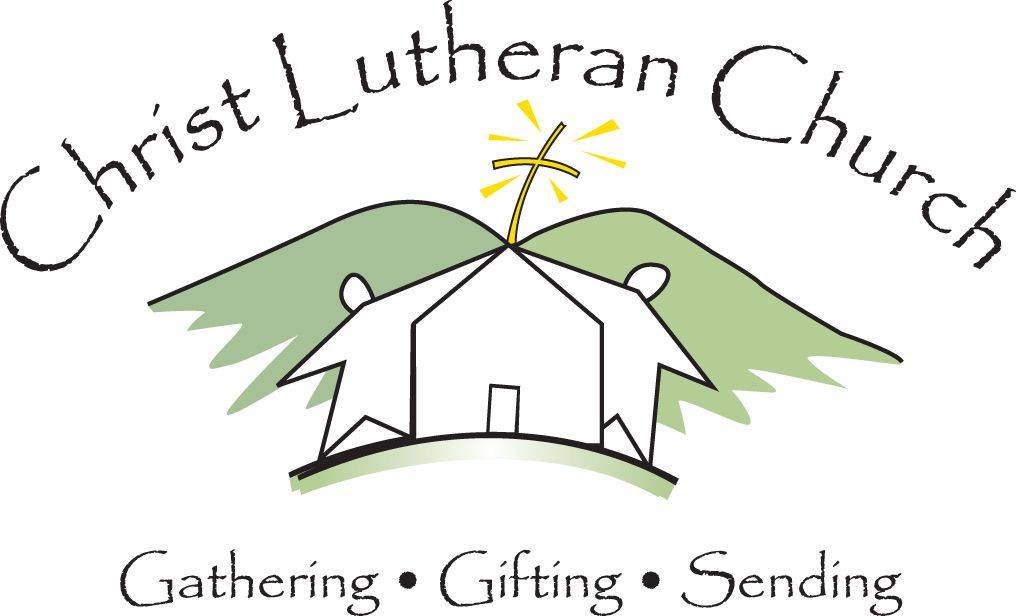 Christ Lutheran Church
Gathering • Gifting • Sending